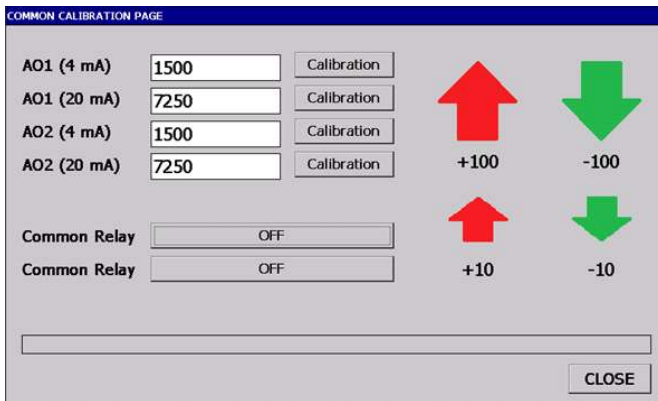 COMMON CALIBRATION PAGE
AO1 (4 mA) 1500 Calibration
AO1 (20 mA) 7250 Calibration
AO2 (4 mA) 1500 Calibration
AO2 (20 mA) 7250 Calibration
+100 -100
Common Relay OFF
Common Relay OFF
+10 -10
CLOSE